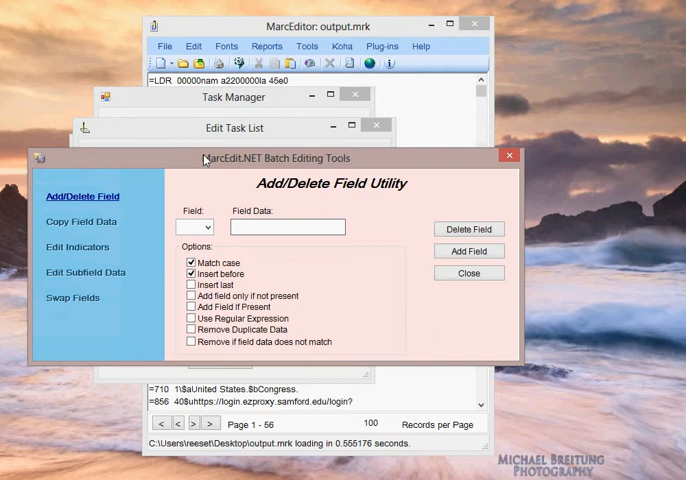 MarcEditor: output.mrk
File Edit Fonts Reports Tools Koha Plug-ins Help
=LDR 00000nam a2200000Ia 45e0
Task Manager
Edit Task List
MarcEdit.NET Batch Editing Tools
Add/Delete Field
Copy Field Data
Edit Indicators
Edit Subfield Data
Swap Fields
Add/Delete Field Utility
Field: Field Data:
Options:
Match case
Insert before
Insert last
Add field only if not present
Add Field If Present
Use Regular Expression
Remove Duplicate Data
Remove if field data does not match
Delete Field
Add Field
Close
=710 1\$aUnited States.$bCongress.
=856 40$uhttps://login.ezproxy.samford.edu/login?
< < > > Page 1 - 56 100 Records per Page
C:\Users\reeset\Desktop\output.mrk loading in 0.555176 seconds.
MICHAEL BREITUNG
PHOTOGRAPHY